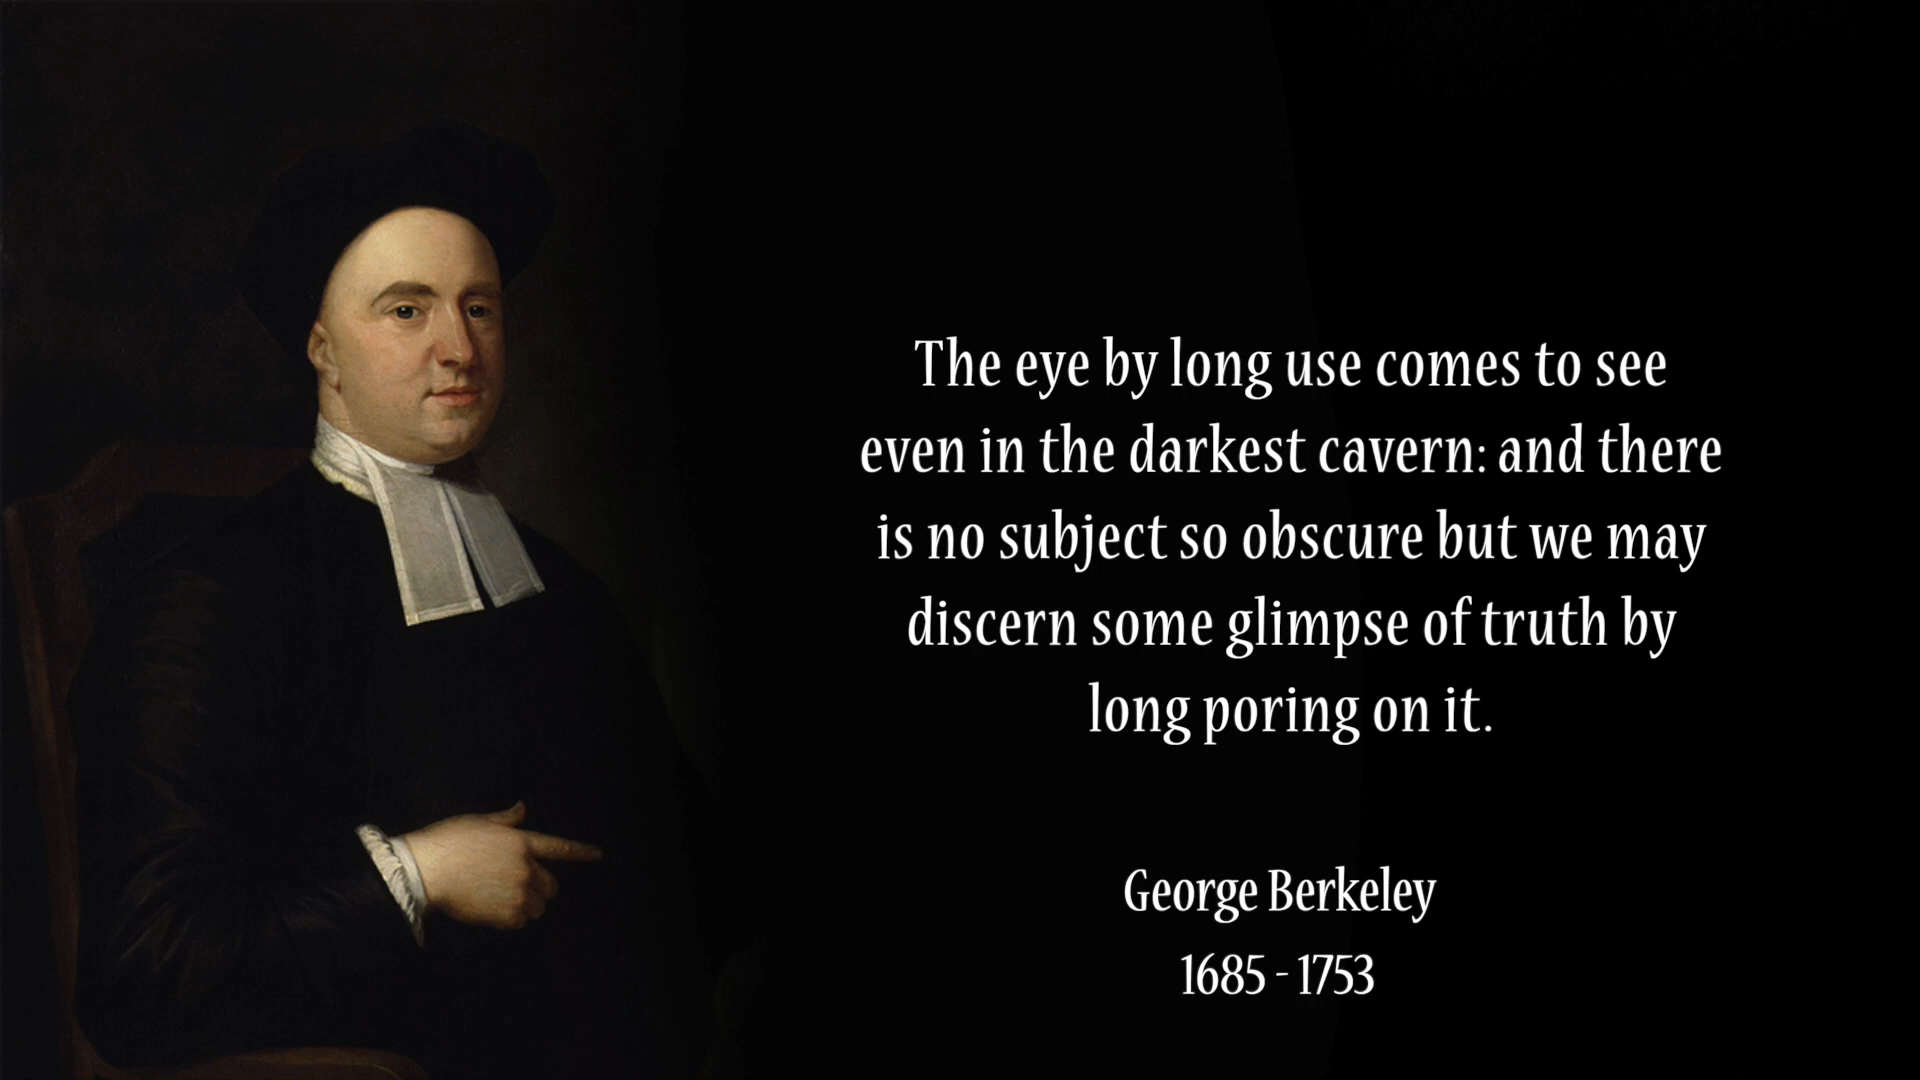 The eye by long use comes to see
even in the darkest cavern: and there
is no subject so obscure but we may
discern some glimpse of truth by
long poring on it.
George Berkeley
1685 - 1753